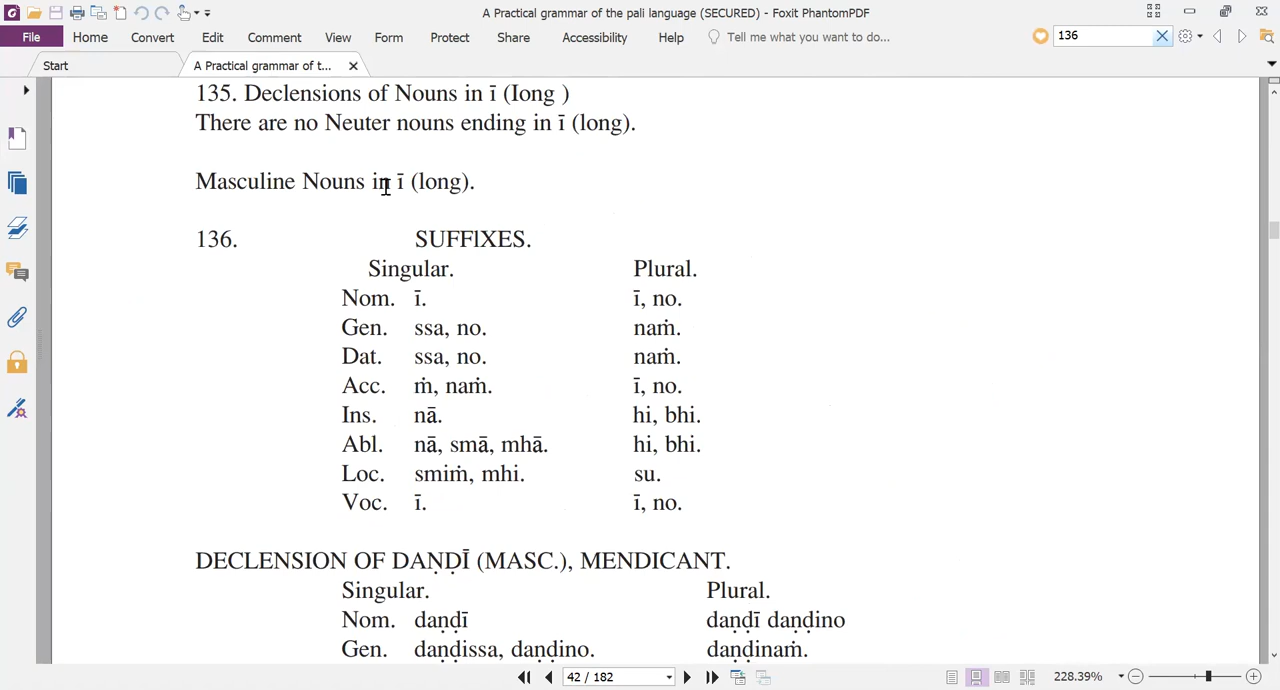 A Practical grammar of the pali language (SECURED) - Foxit PhantomPDF
File Home Convert Edit Comment View Form Protect Share Accessibility Help Tell me what you want to do... 136
Start A Practical grammar of t...
135. Declensions of Nouns in ī (Iong )
There are no Neuter nouns ending in ī (long).
Masculine Nouns in ī (long).
136. SUFFlXES.
Singular. Plural.
Nom. ī. ī, no.
Gen. ssa, no. naṁ.
Dat. ssa, no. naṁ.
Acc. ṁ, naṁ. ī, no.
Ins. nā. hi, bhi.
Abl. nā, smā, mhā. hi, bhi.
Loc. smiṁ, mhi. su.
Voc. ī. ī, no.
DECLENSION OF DAṆḌĪ (MASC.), MENDICANT.
Singular. Plural.
Nom. daṇḍī daṇḍī daṇḍino
Gen. daṇḍissa, daṇḍino. daṇḍinaṁ.
42 / 182 228.39%